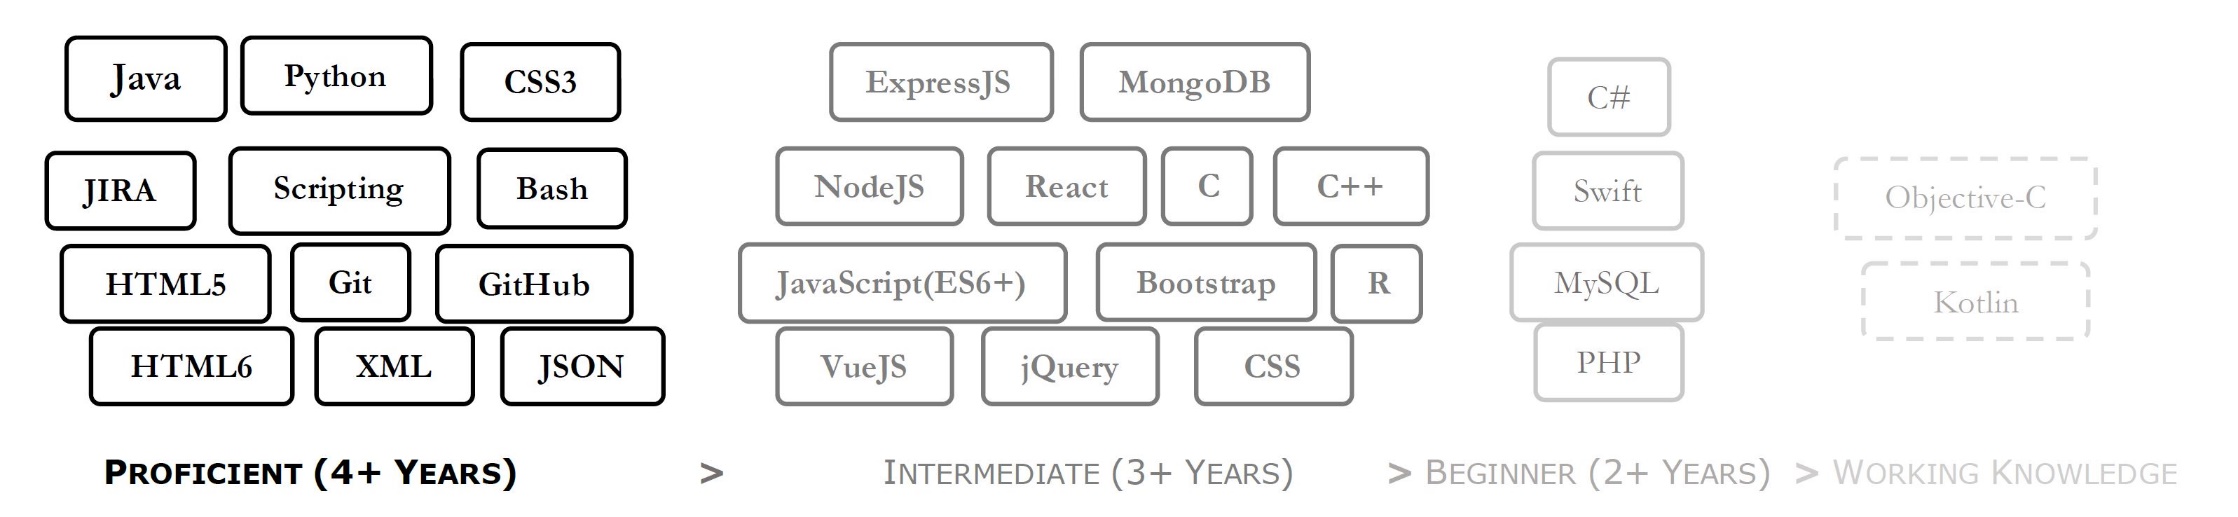 Java Python CSS3
JIRA Scripting Bash
HTML5 Git GitHub
HTML6 XML JSON
PROFICIENT (4+ YEARS)
>
ExpressJS MongoDB
NodeJS React C C++
JavaScript(ES6+) Bootstrap R
VueJS jQuery CSS
INTERMEDIATE (3+ YEARS)
>
C#
Swift
MySQL
PHP
BEGINNER (2+ YEARS)
>
Objective-C
Kotlin
WORKING KNOWLEDGE